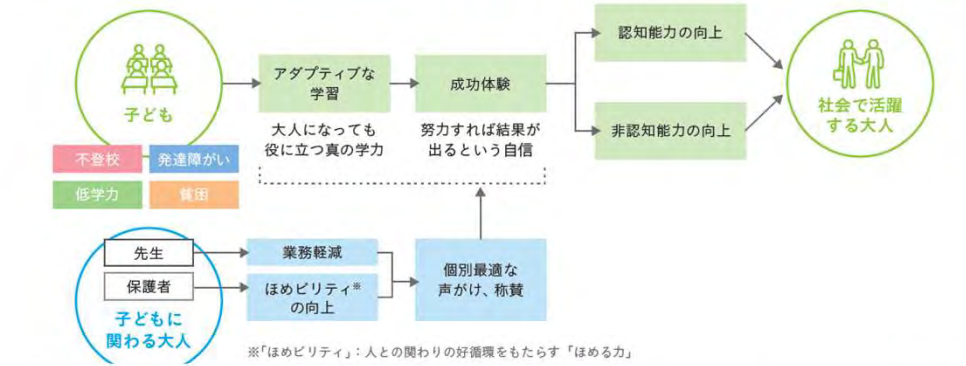 子ども
不登校
発達障がい
低学力
貧困
アダプティブな
学習
大人になっても
役に立つ真の学力
成功体験
努力すれば結果が
出るという自信
認知能力の向上
非認知能力の向上
社会で活躍
する大人
先生
保護者
子どもに
関わる大人
業務軽減
ほめビリティ※
の向上
個別最適な
声がけ、称賛
※「ほめビリティ」：人との関わりの好循環をもたらす「ほめる力」